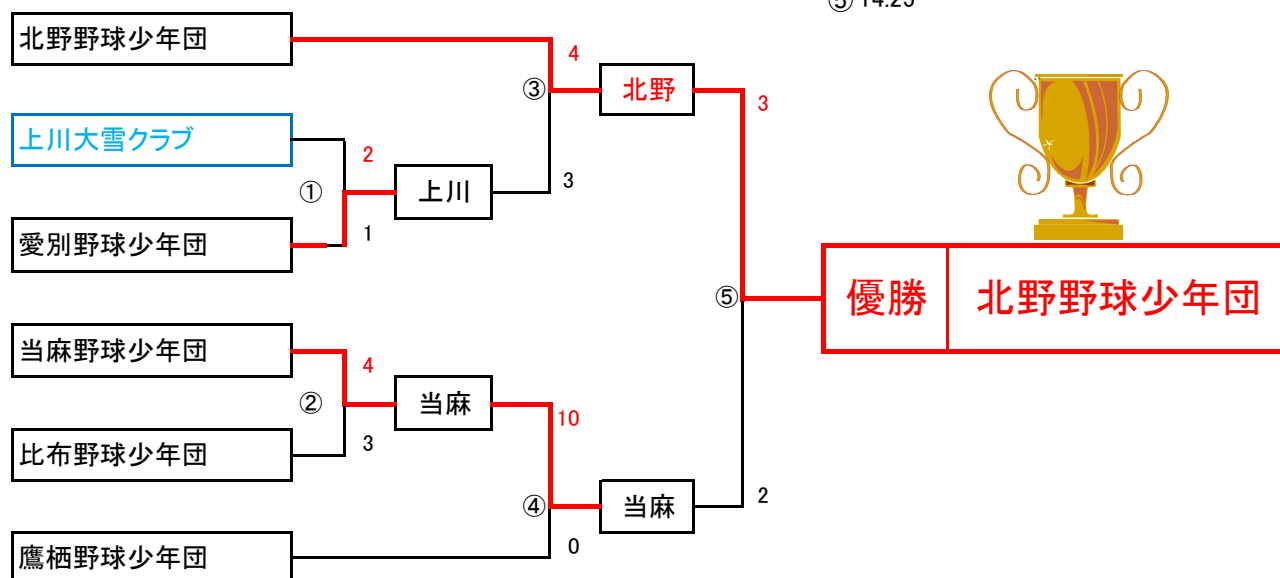 ⑤ 14:25
北野野球少年団
4
③
北野
3
上川大雪クラブ
2
①
上川
3
1
愛別野球少年団
⑤
優勝
北野野球少年団
当麻野球少年団
4
②
当麻
10
3
比布野球少年団
④
当麻
2
0
鷹栖野球少年団